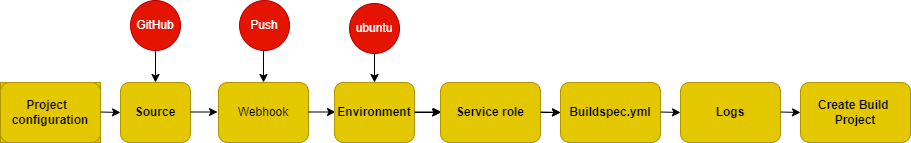 GitHub
Push
ubuntu
Project
configuration
Source
Webhook
Environment
Service role
Buildspec.yml
Logs
Create Build
Project